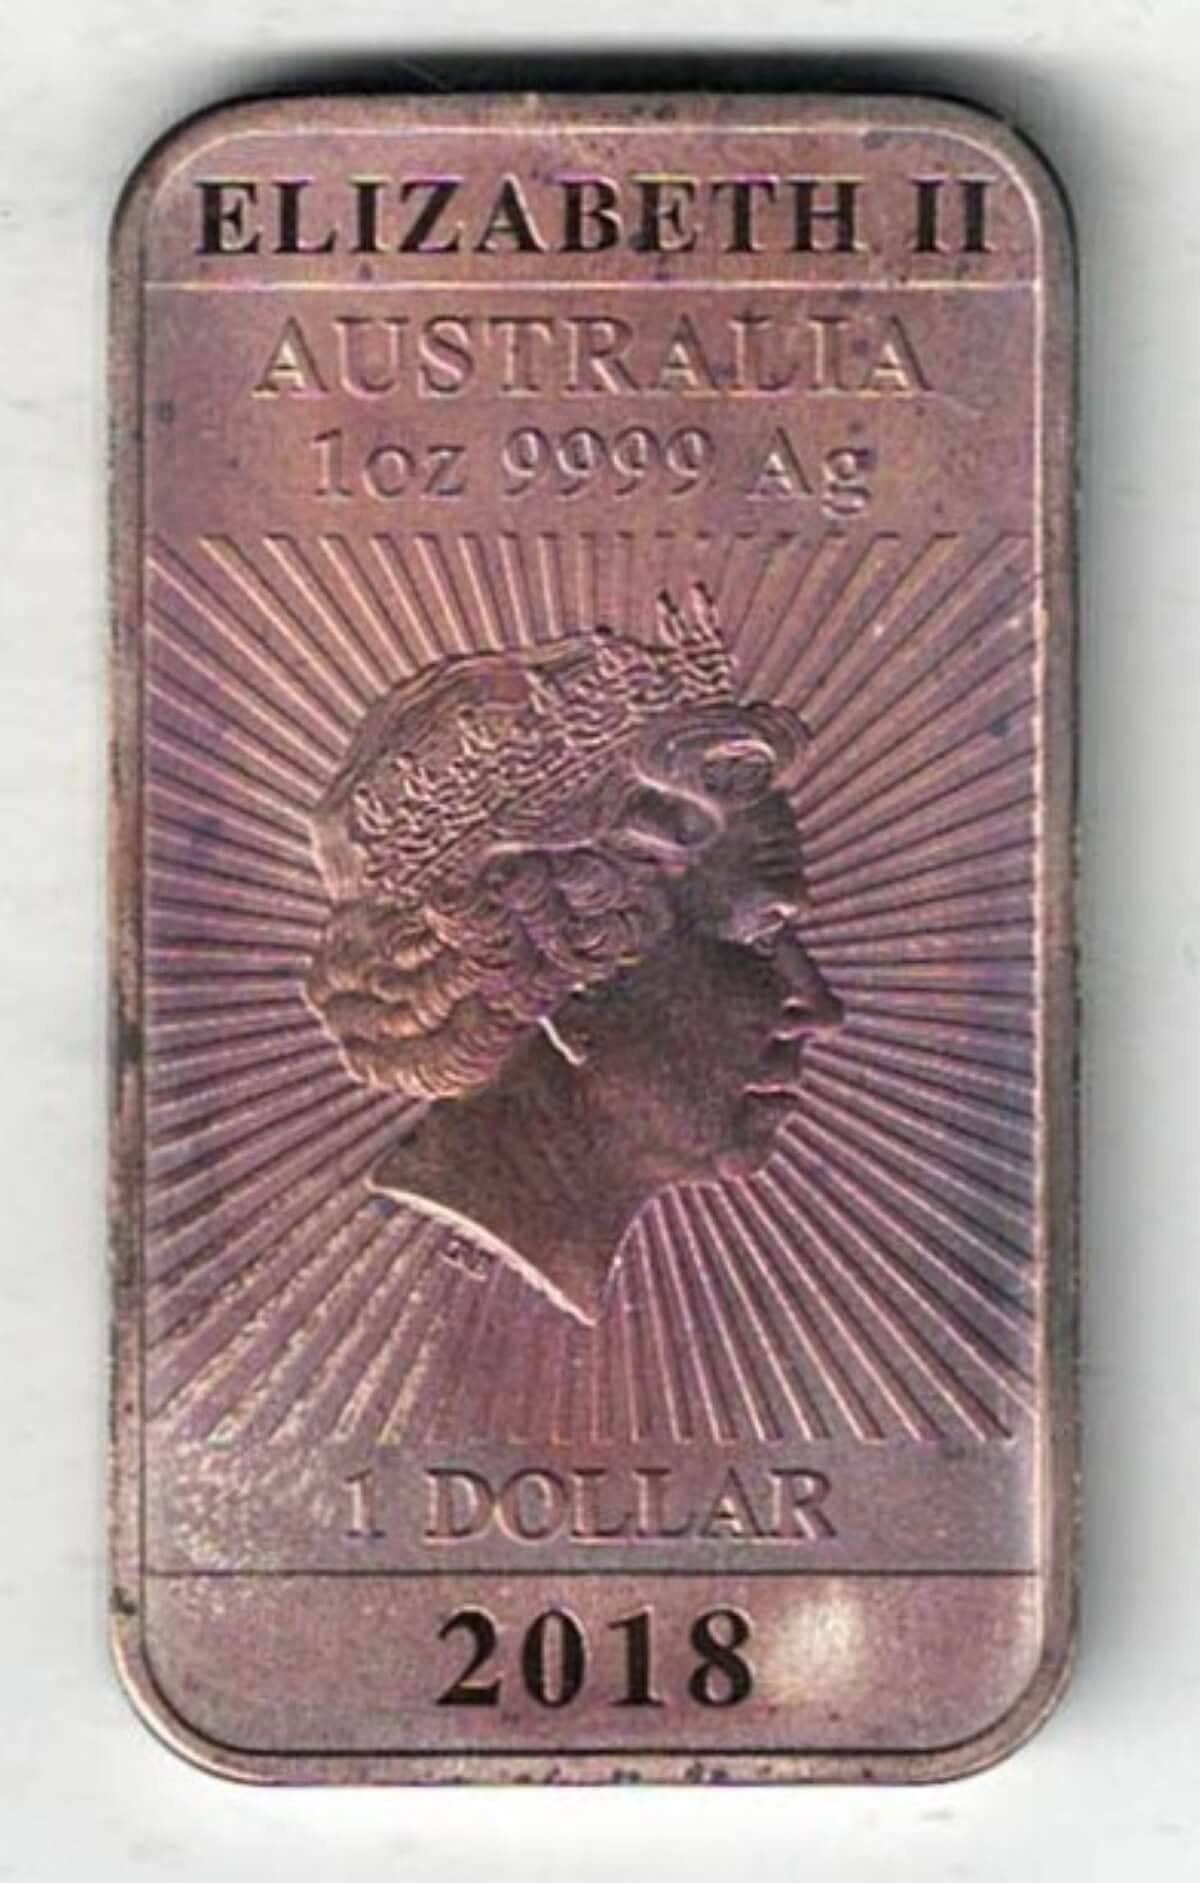 ELIZABETH II
AUSTRALIA
1oz 9999 Ag
1 DOLLAR
2018